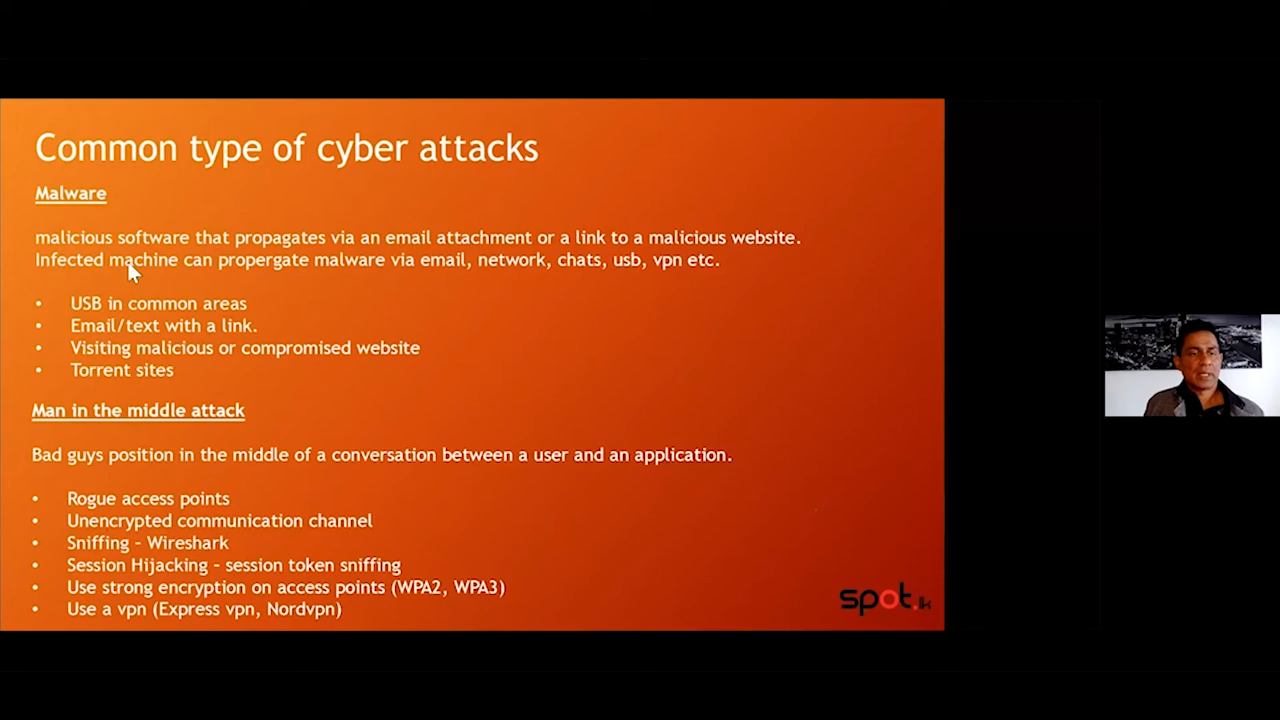 Common type of cyber attacks
Malware
malicious software that propagates via an email attachment or a link to a malicious website.
Infected machine can propergate malware via email, network, chats, usb, vpn etc.
• USB in common areas
• Email/text with a link.
• Visiting malicious or compromised website
• Torrent sites
Man in the middle attack
Bad guys position in the middle of a conversation between a user and an application.
• Rogue access points
• Unencrypted communication channel
• Sniffing – Wireshark
• Session Hijacking – session token sniffing
• Use strong encryption on access points (WPA2, WPA3)
• Use a vpn (Express vpn, Nordvpn)
spot.lk